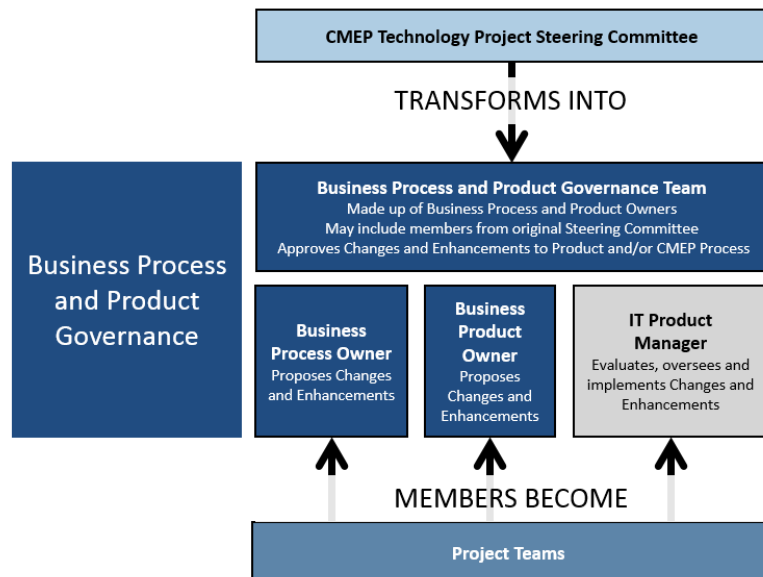 CMEP Technology Project Steering Committee
TRANSFORMS INTO
Business Process and Product Governance Team
Made up of Business Process and Product Owners
May include members from original Steering Committee
Approves Changes and Enhancements to Product and/or CMEP Process
Business Process
and Product
Governance
Business
Process Owner
Proposes Changes
and Enhancements
Business
Product
Owner
Proposes
Changes and
Enhancements
IT Product
Manager
Evaluates, oversees and
implements Changes and
Enhancements
MEMBERS BECOME
Project Teams